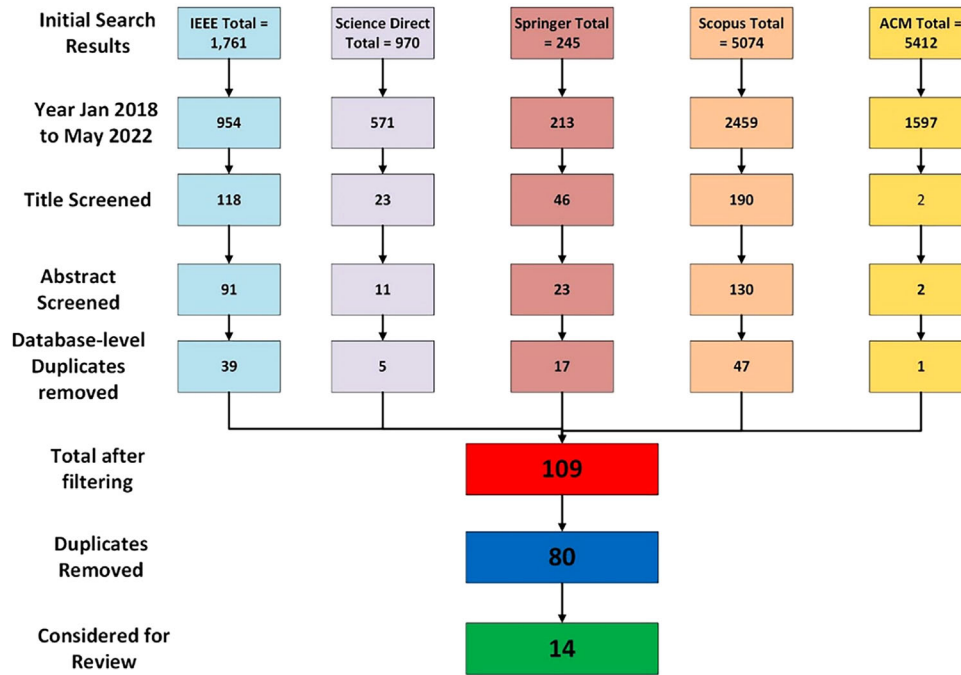 Initial Search
Results
IEEE Total =
1,761
Science Direct
Total = 970
Springer Total
= 245
Scopus Total
= 5074
ACM Total =
5412
Year Jan 2018
to May 2022
954
571
213
2459
1597
Title Screened
118
23
46
190
2
Abstract
Screened
91
11
23
130
2
Database-level
Duplicates
removed
39
5
17
47
1
Total after
filtering
109
Duplicates
Removed
80
Considered for
Review
14